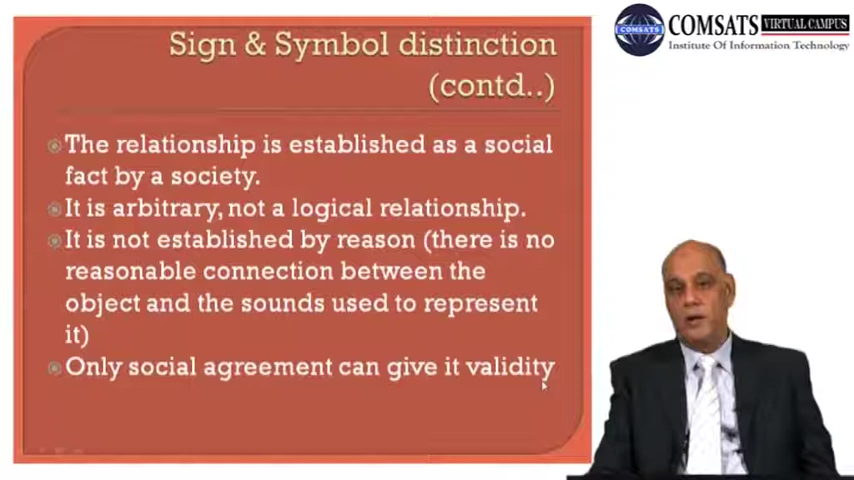 Sign & Symbol distinction
(contd..)
The relationship is established as a social
fact by a society.
It is arbitrary, not a logical relationship.
It is not established by reason (there is no
reasonable connection between the
object and the sounds used to represent
it)
Only social agreement can give it validity
COMSATS
COMSATS VIRTUAL CAMPUS
Institute Of Information Technology